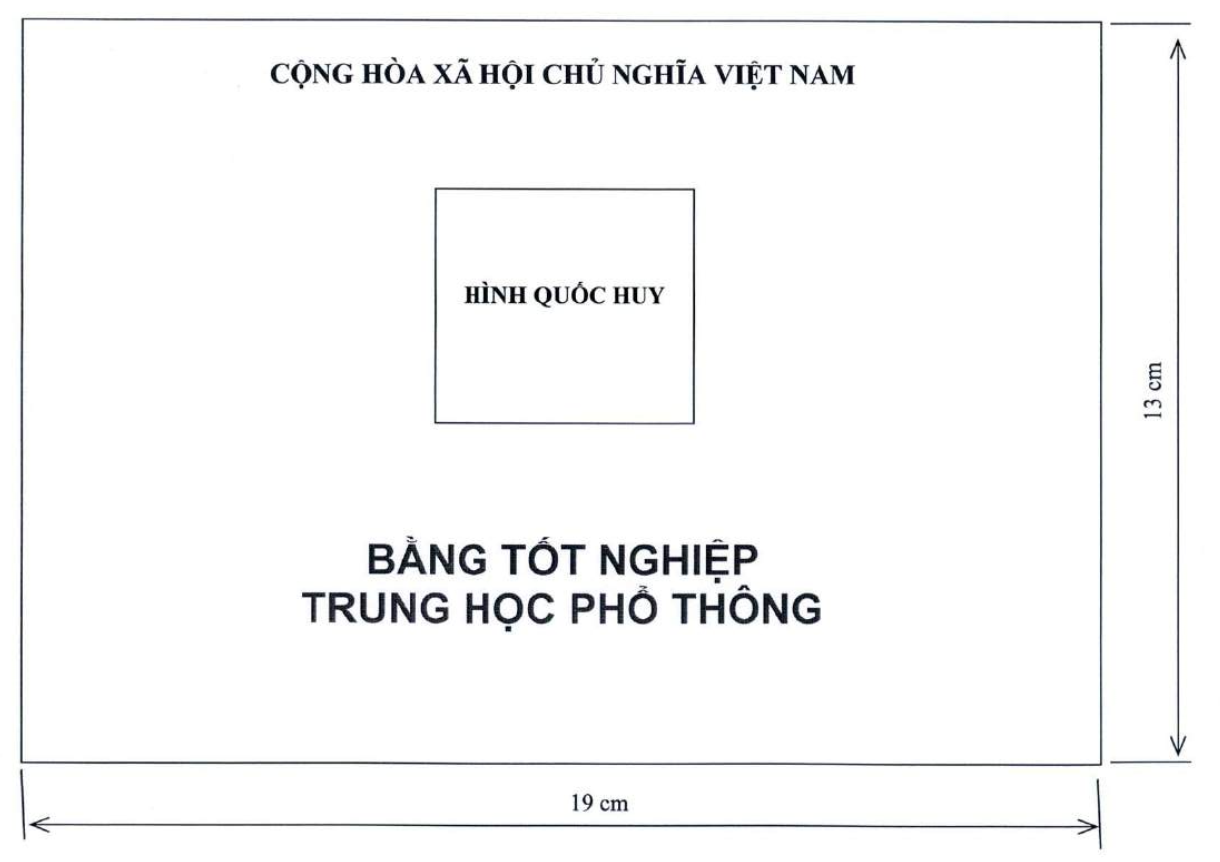 CỘNG HÒA XÃ HỘI CHỦ NGHĨA VIỆT NAM
HÌNH QUỐC HUY
13 cm
BẰNG TỐT NGHIỆP
TRUNG HỌC PHỔ THÔNG
19 cm